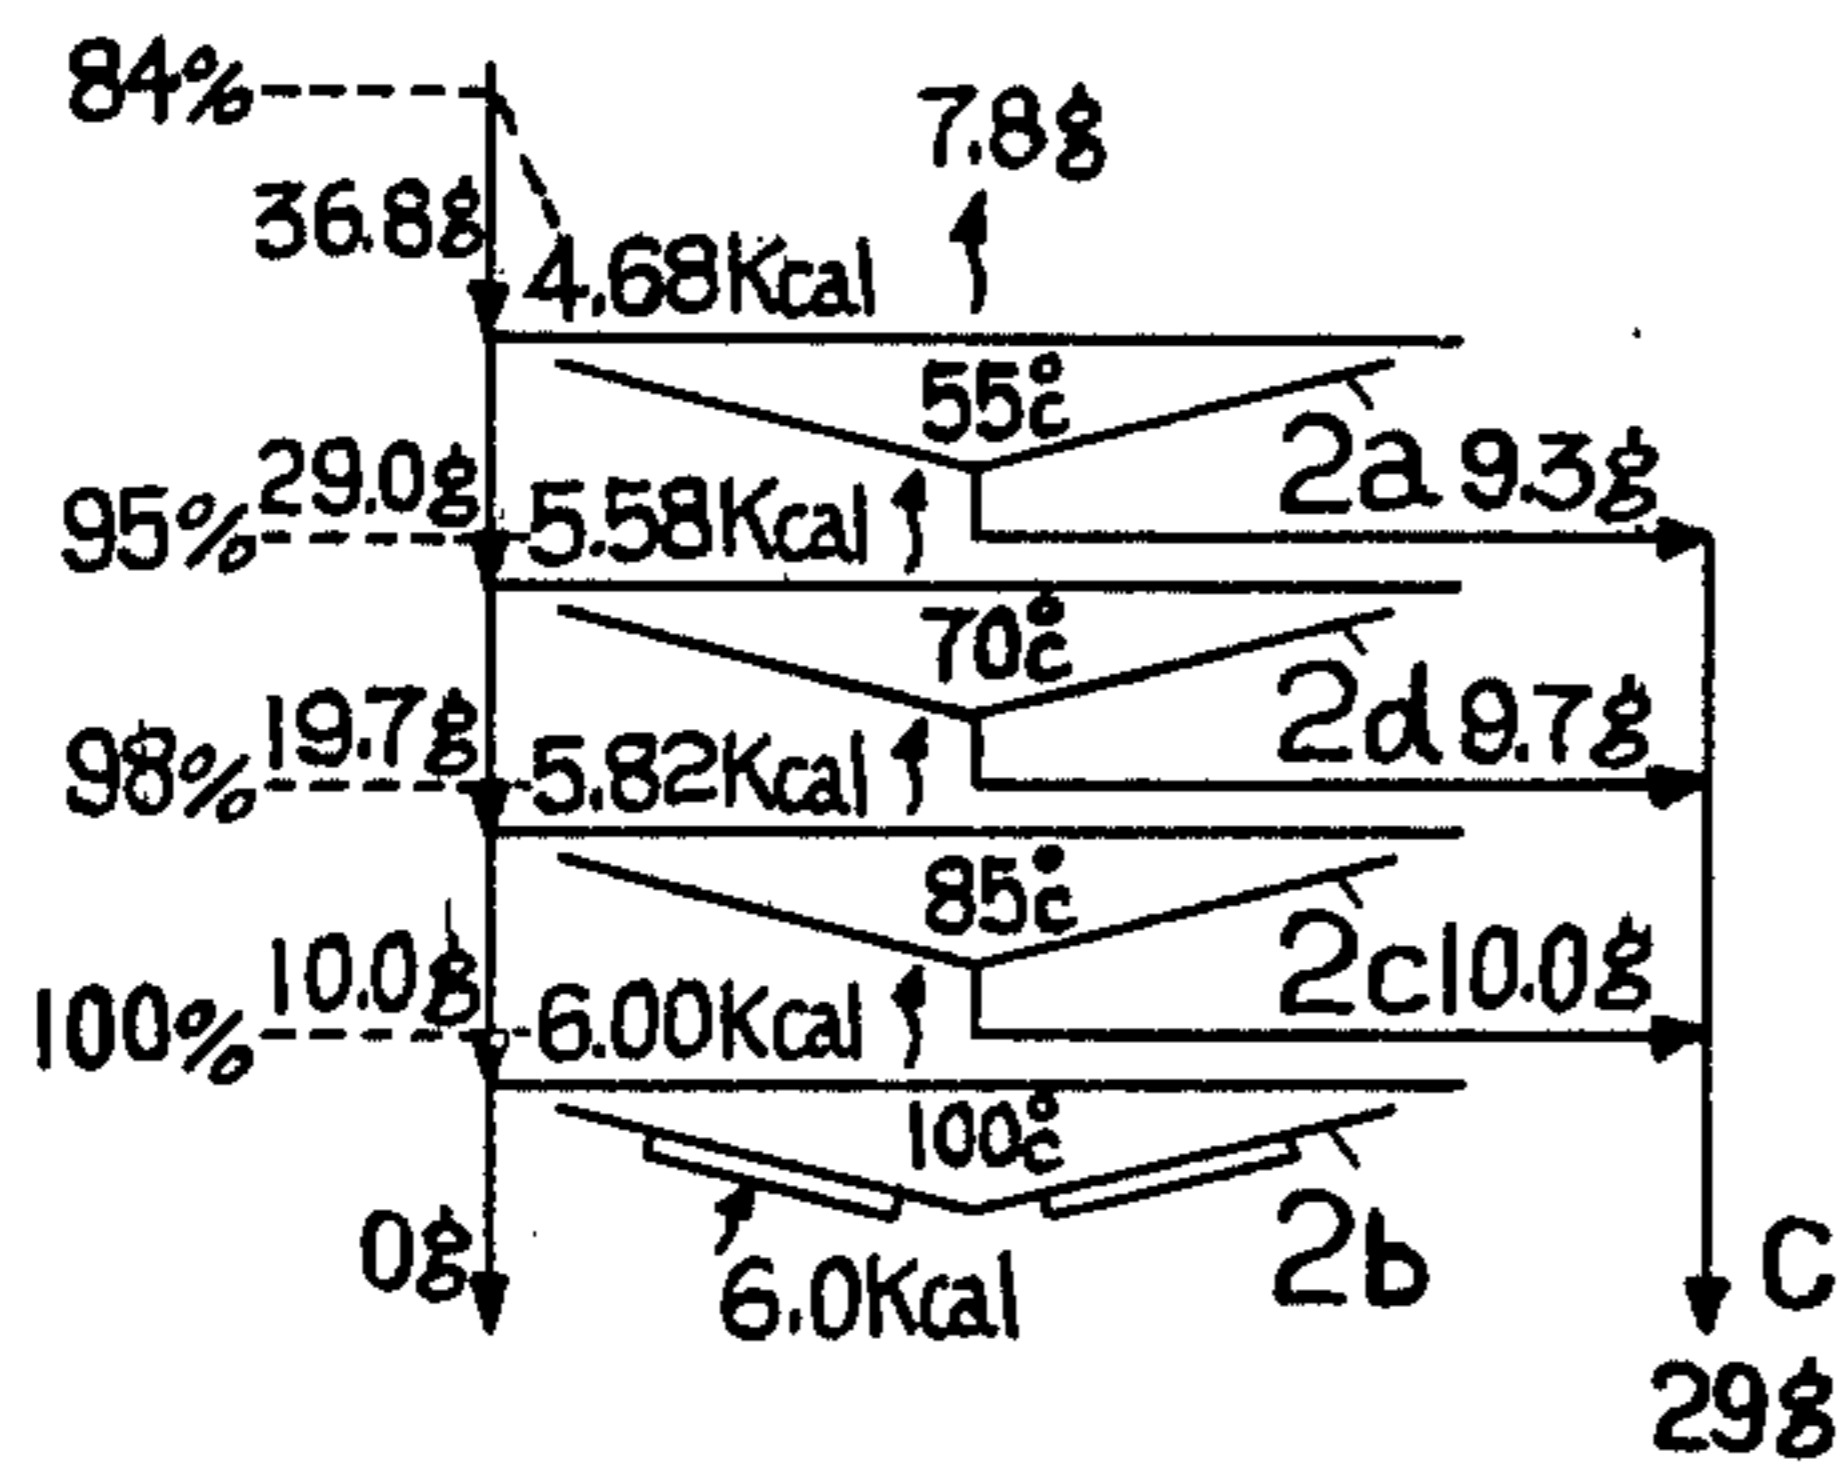 84%
7.8g
36.8g
4.68Kcal
55°c
2a 9.3g
29.0g
95%
5.58Kcal
70°c
2d 9.7g
19.7g
98%
5.82Kcal
85°c
2c 10.0g
10.0g
100%
6.00Kcal
100°c
2b
0g
6.0Kcal
C
29g